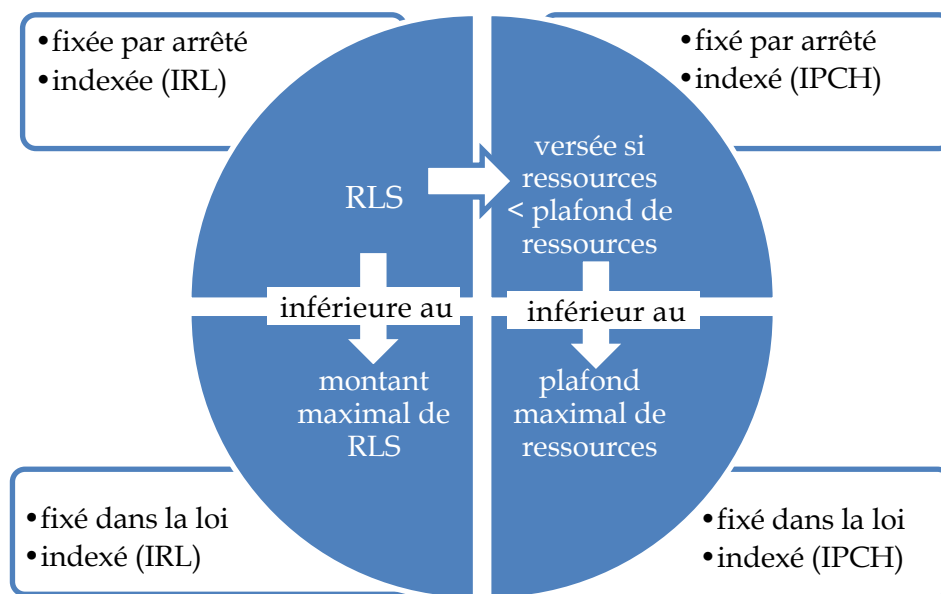 •fixée par arrêté
•indexée (IRL)
•fixé par arrêté
•indexé (IPCH)
RLS
versée si
ressources
< plafond de
ressources
inférieure au
inférieur au
montant
maximal de
RLS
plafond
maximal de
ressources
•fixé dans la loi
•indexé (IRL)
•fixé dans la loi
•indexé (IPCH)